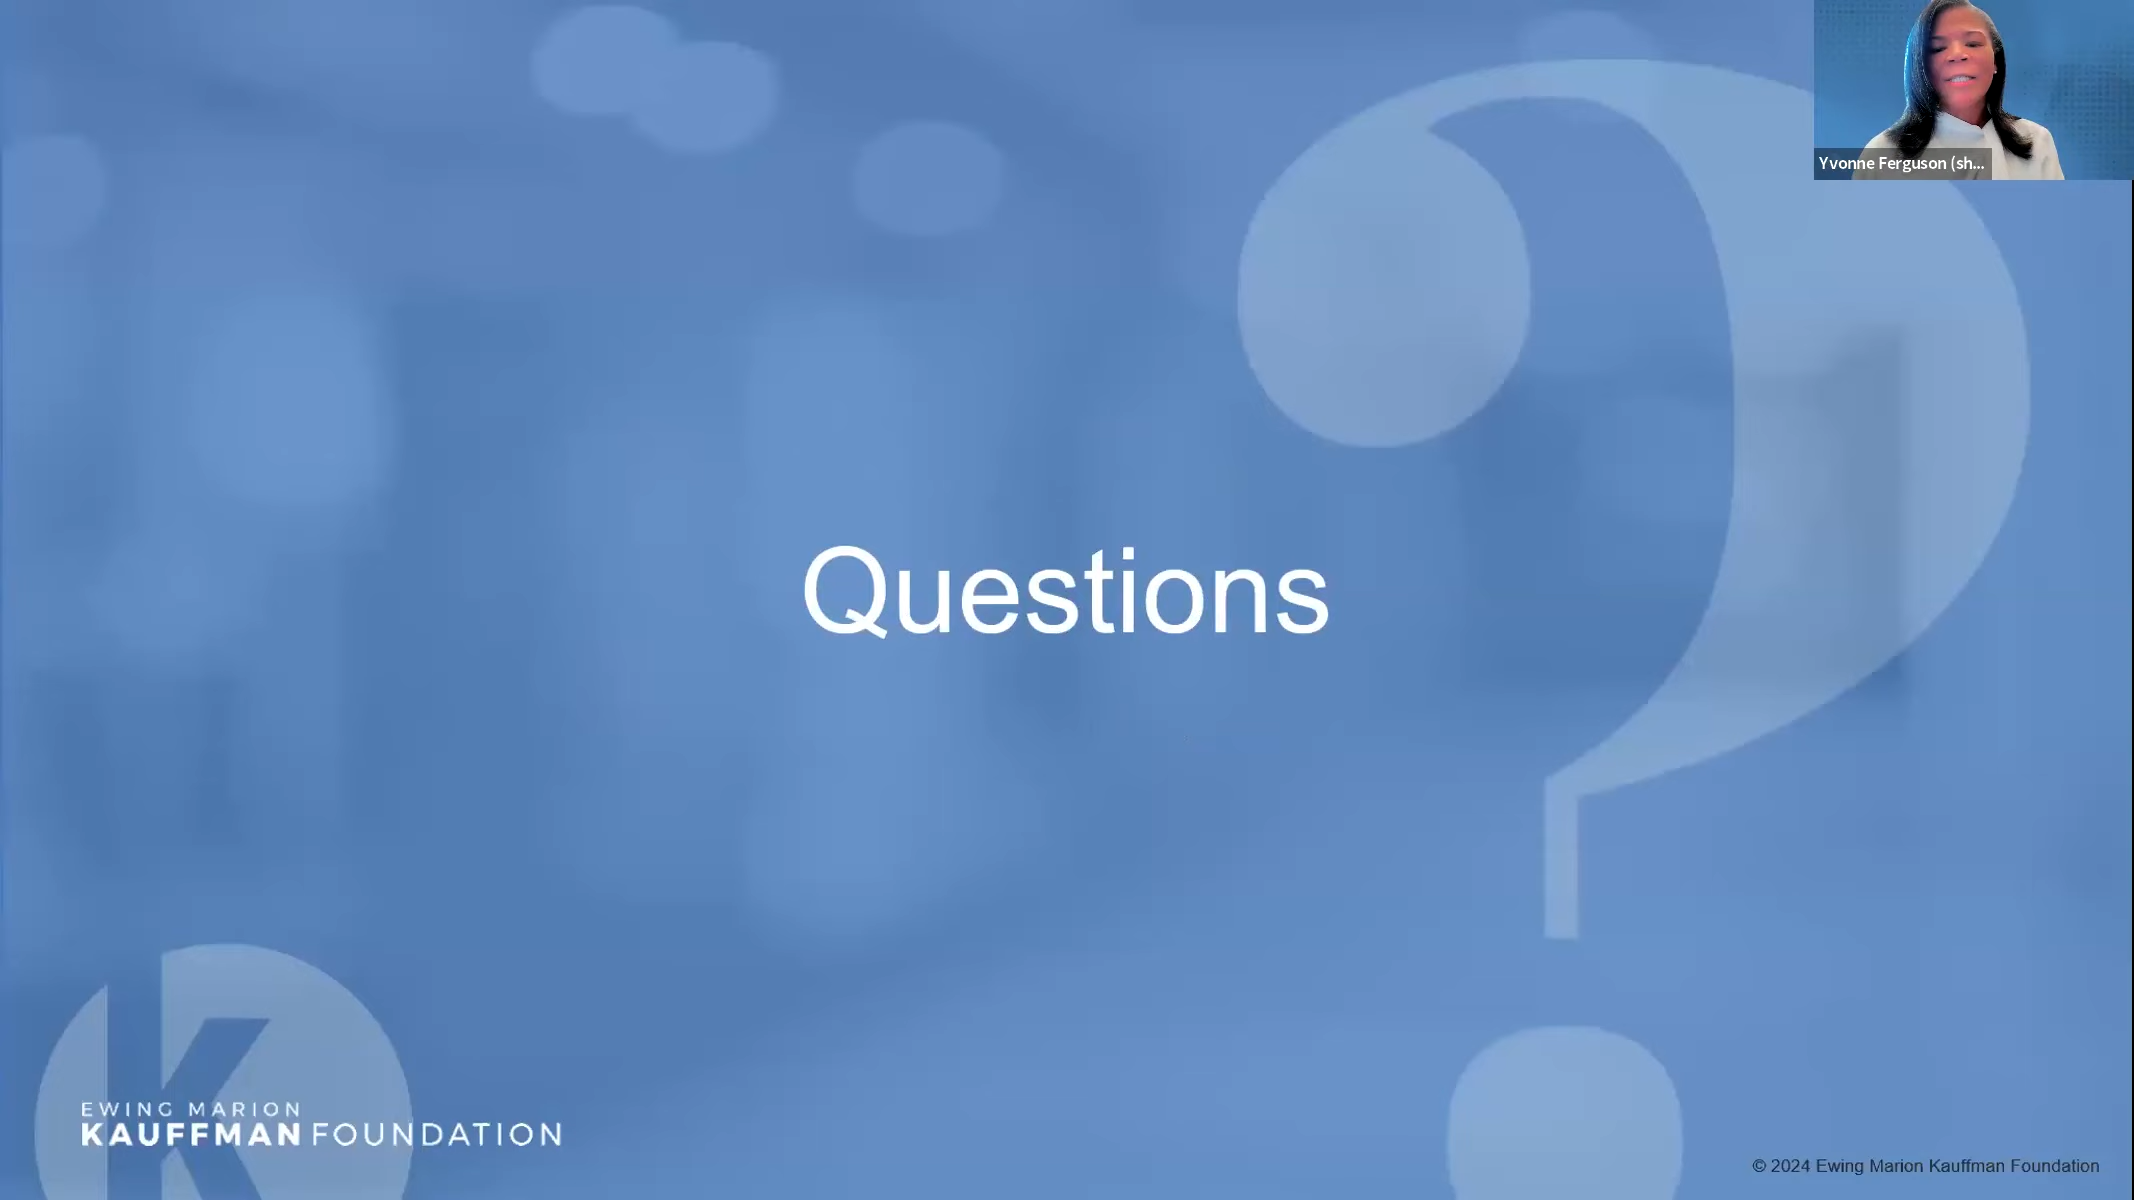 Yvonne Ferguson (sh...
Questions
EWING MARION
KAUFFMAN FOUNDATION
© 2024 Ewing Marion Kauffman Foundation